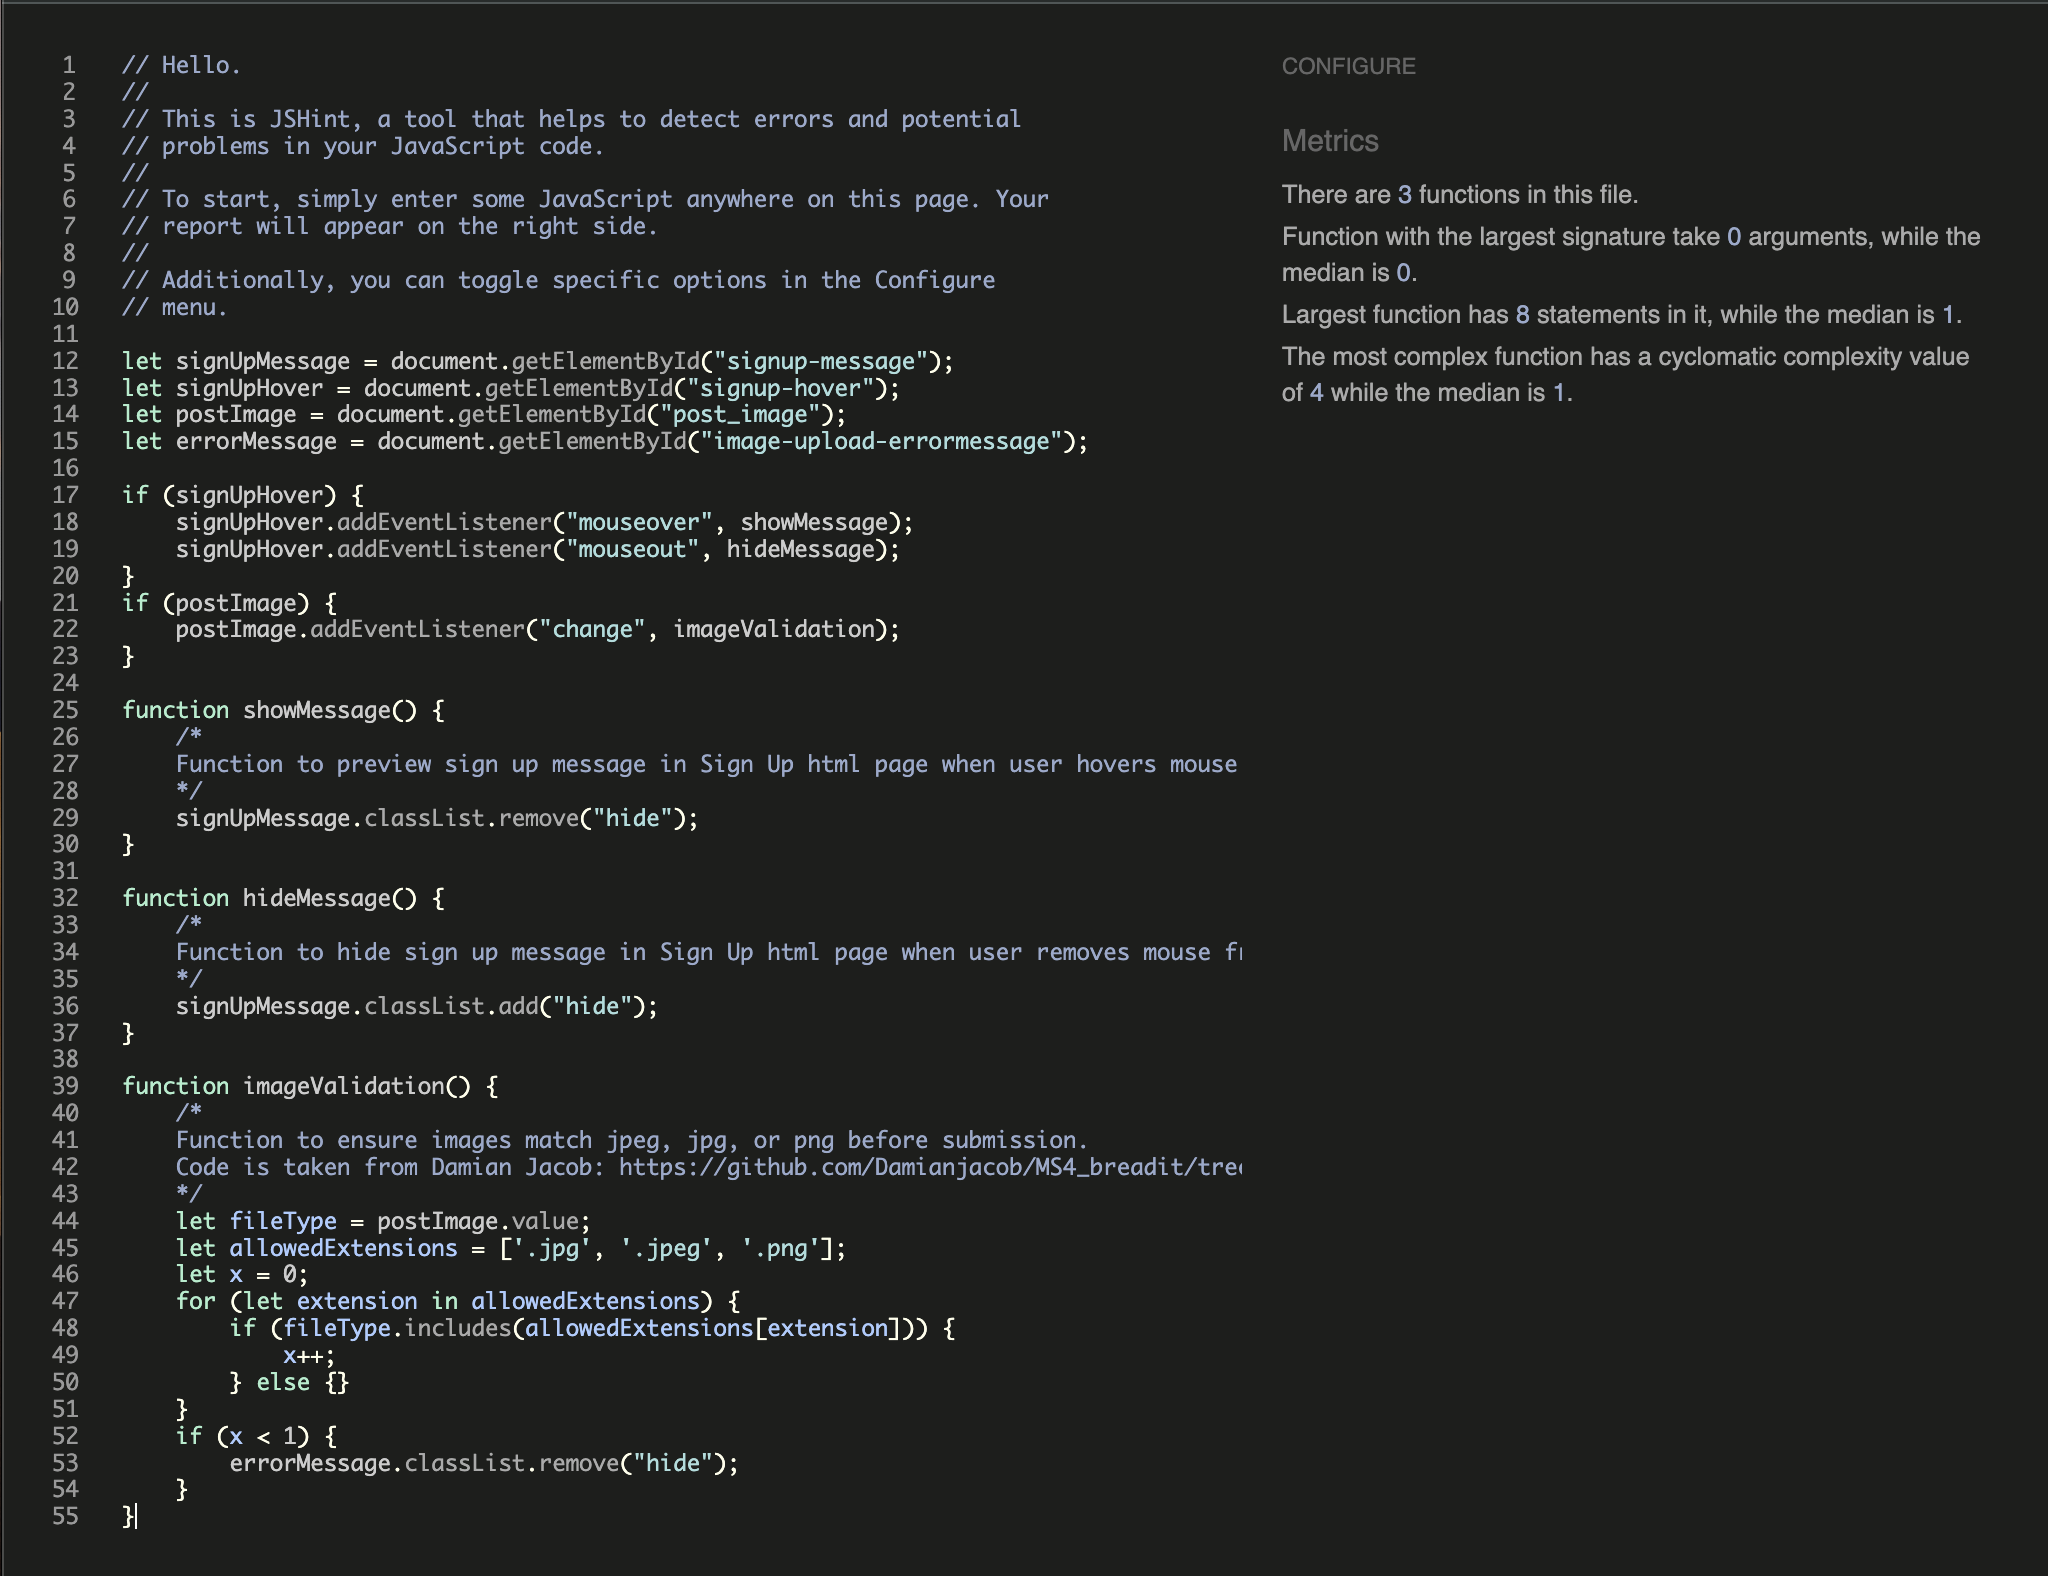 1 // Hello.
2 //
3 // This is JSHint, a tool that helps to detect errors and potential
4 // problems in your JavaScript code.
5 //
6 // To start, simply enter some JavaScript anywhere on this page. Your
7 // report will appear on the right side.
8 //
9 // Additionally, you can toggle specific options in the Configure
10 // menu.
11
12 let signUpMessage = document.getElementById("signup-message");
13 let signUpHover = document.getElementById("signup-hover");
14 let postImage = document.getElementById("post_image");
15 let errorMessage = document.getElementById("image-upload-errormessage");
16
17 if (signUpHover) {
18     signUpHover.addEventListener("mouseover", showMessage);
19     signUpHover.addEventListener("mouseout", hideMessage);
20 }
21 if (postImage) {
22     postImage.addEventListener("change", imageValidation);
23 }
24
25 function showMessage() {
26     /*
27     Function to preview sign up message in Sign Up html page when user hovers mouse
28     */
29     signUpMessage.classList.remove("hide");
30 }
31
32 function hideMessage() {
33     /*
34     Function to hide sign up message in Sign Up html page when user removes mouse
35     */
36     signUpMessage.classList.add("hide");
37 }
38
39 function imageValidation() {
40     /*
41     Function to ensure images match jpeg, jpg, or png before submission.
42     Code is taken from Damian Jacob: https://github.com/Damianjacob/MS4_breadit/tre
43     */
44     let fileType = postImage.value;
45     let allowedExtensions = ['.jpg', '.jpeg', '.png'];
46     let x = 0;
47     for (let extension in allowedExtensions) {
48         if (fileType.includes(allowedExtensions[extension])) {
49             x++;
50         } else {}
51     }
52     if (x < 1) {
53         errorMessage.classList.remove("hide");
54     }
55 }
CONFIGURE
Metrics
There are 3 functions in this file.
Function with the largest signature take 0 arguments, while the
median is 0.
Largest function has 8 statements in it, while the median is 1.
The most complex function has a cyclomatic complexity value
of 4 while the median is 1.